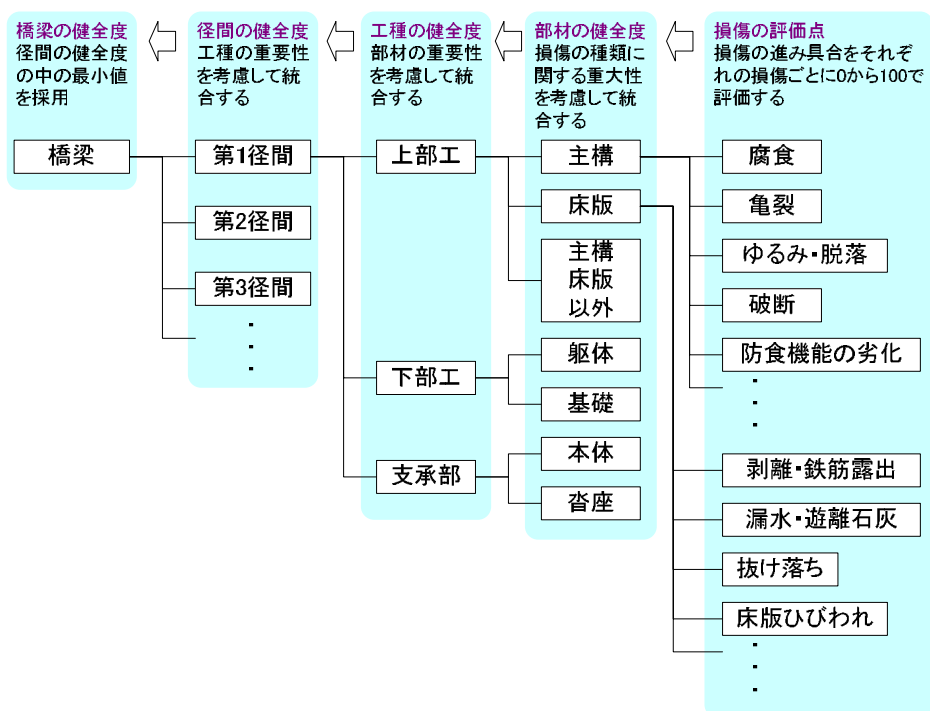 橋梁の健全度
径間の健全度
の中の最小値
を採用
径間の健全度
工種の重要性
を考慮して統
合する
工種の健全度
部材の重要性
を考慮して統
合する
部材の健全度
損傷の種類に
関する重大性
を考慮して統
合する
損傷の評価点
損傷の進み具合をそれぞ
れの損傷ごとに0から100で
評価する
橋梁
第1径間
第2径間
第3径間
・
・
・
上部工
下部工
支承部
主構
床版
主構
床版
以外
躯体
基礎
本体
沓座
腐食
亀裂
ゆるみ・脱落
破断
防食機能の劣化
・
・
・
剥離・鉄筋露出
漏水・遊離石灰
抜け落ち
床版ひびわれ
・
・
・